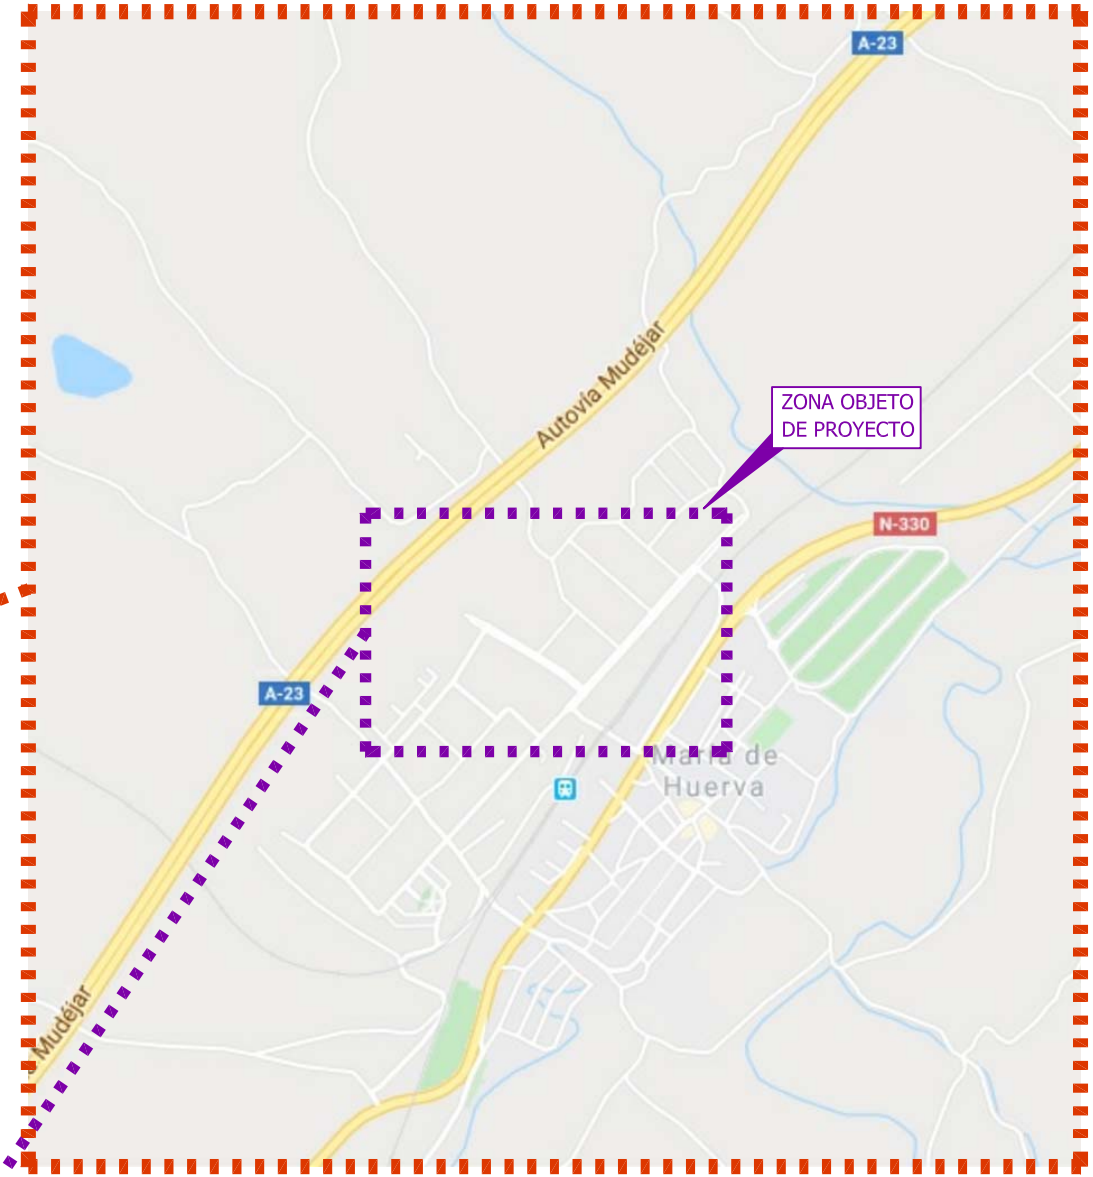 A-23
Autovía Mudéjar
ZONA OBJETO
DE PROYECTO
N-330
A-23
María de
Huerva
Mudéjar